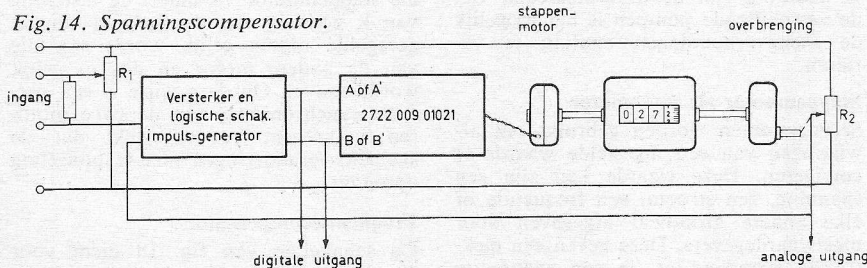 Fig. 14. Spanningscompensator.
stappen-
motor
overbrenging
R1
ingang
Versterker en
logische schak.
impuls-generator
A of A'
2722 009 01021
B of B'
0 2 7
R2
digitale uitgang
analoge uitgang